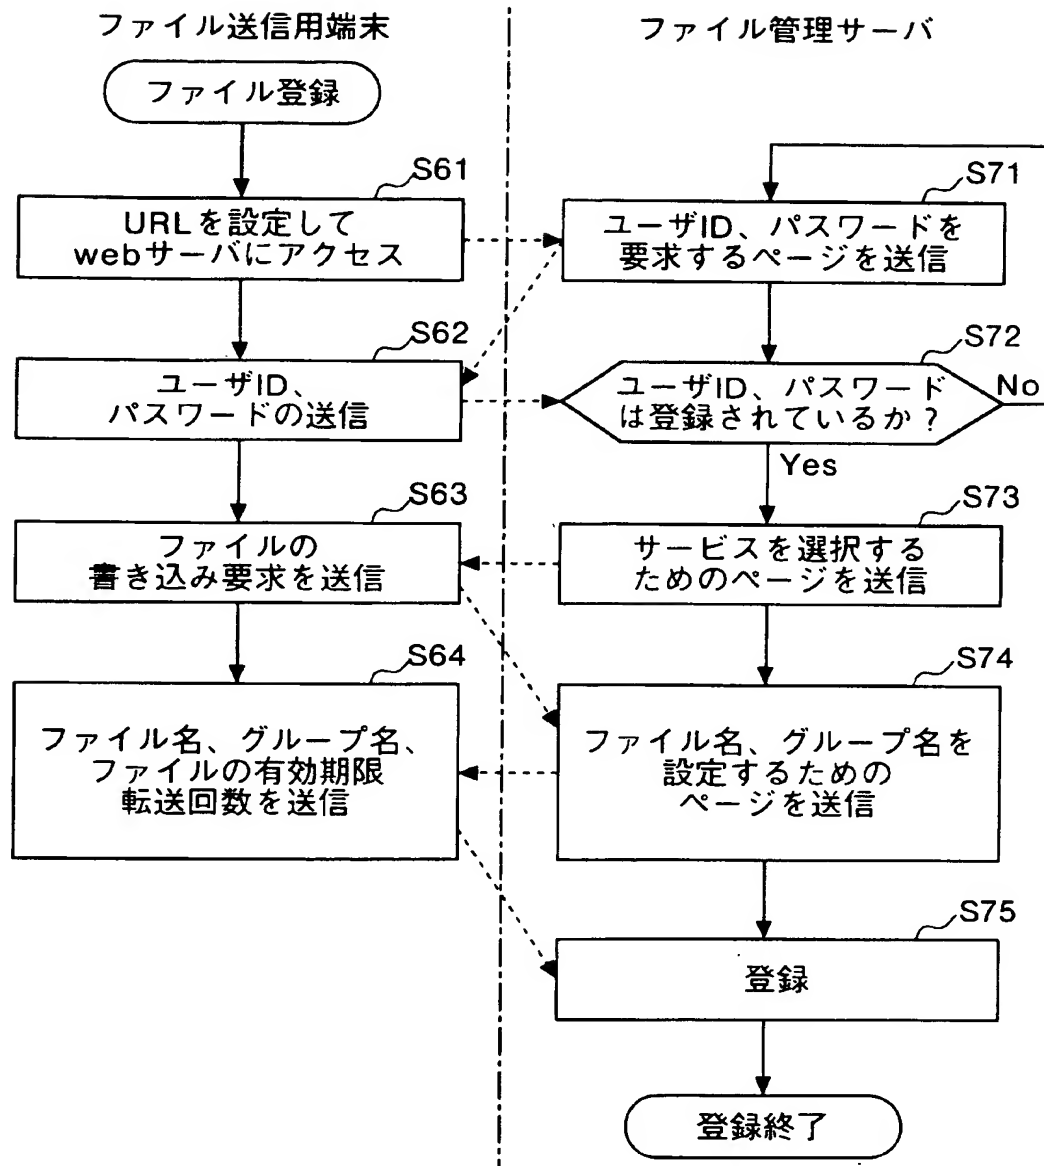 ファイル送信用端末
ファイル管理サーバ
ファイル登録
S61
URLを設定して
webサーバにアクセス
S71
ユーザID、パスワードを
要求するページを送信
S62
ユーザID、
パスワードの送信
S72
ユーザID、パスワード
は登録されているか?
No
Yes
S63
ファイルの
書き込み要求を送信
S73
サービスを選択する
ためのページを送信
S64
ファイル名、グループ名、
ファイルの有効期限
転送回数を送信
S74
ファイル名、グループ名を
設定するための
ページを送信
S75
登録
登録終了